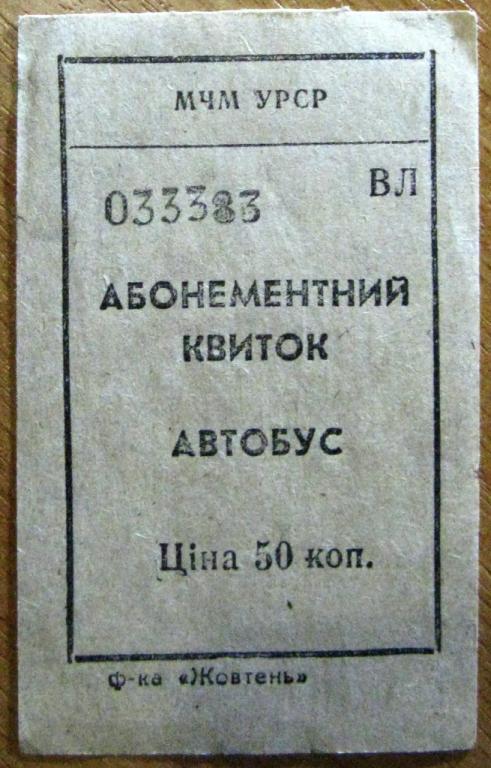 МЧМ УРСР
ВЛ
033383
АБОНЕМЕНТНИЙ
КВИТОК
АВТОБУС
Ціна 50 коп.
ф-ка «Жовтень»